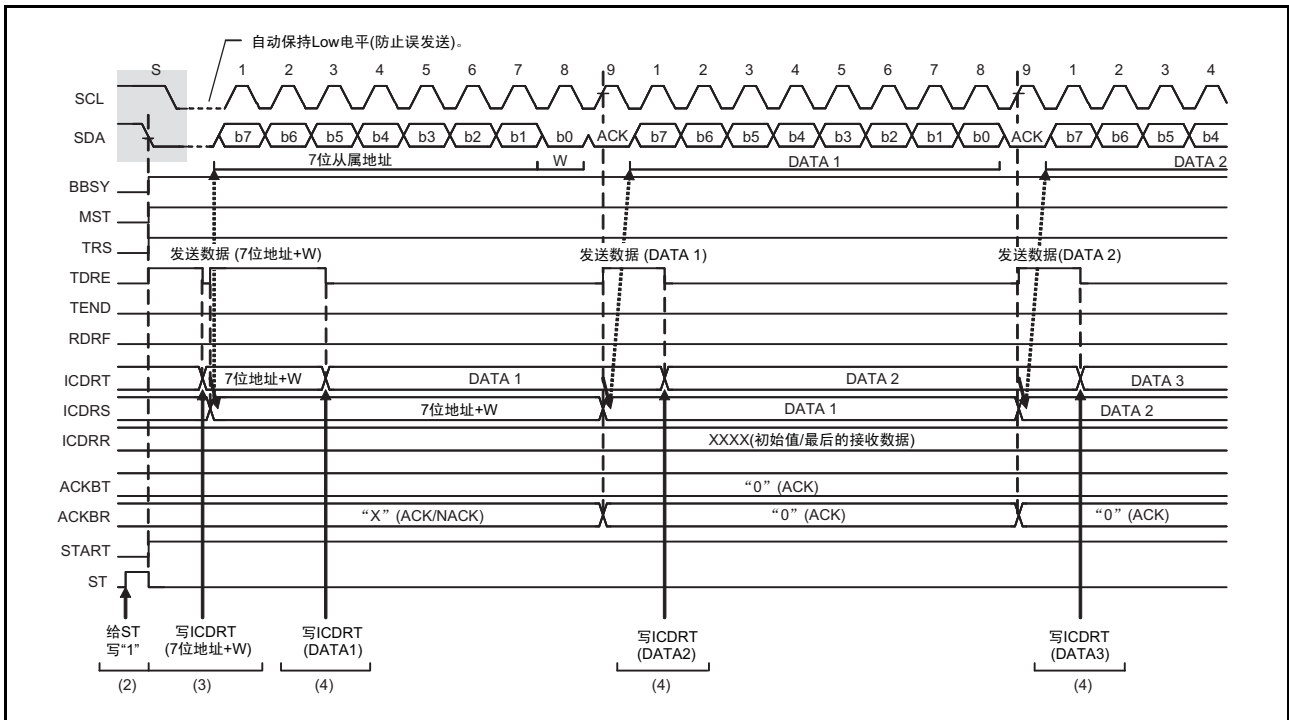 自动保持Low电平(防止误发送)。
S 1 2 3 4 5 6 7 8 9 1 2 3 4 5 6 7 8 9 1 2 3 4
SCL
SDA b7 b6 b5 b4 b3 b2 b1 b0 ACK b7 b6 b5 b4 b3 b2 b1 b0 ACK b7 b6 b5 b4
7位从属地址 W DATA 1 DATA 2
BBSY
MST
TRS
发送数据 (7位地址+W) 发送数据 (DATA 1) 发送数据(DATA 2)
TDRE
TEND
RDRF
ICDRT 7位地址+W DATA 1 DATA 2 DATA 3
ICDRS 7位地址+W DATA 1 DATA 2
ICDRR XXXX(初始值/最后的接收数据)
ACKBT “0” (ACK)
ACKBR “X” (ACK/NACK) “0” (ACK) “0” (ACK)
START
ST
给ST 写ICDRT 写ICDRT 写ICDRT 写ICDRT
写“1” (7位地址+W) (DATA1) (DATA2) (DATA3)
(2) (3) (4) (4) (4)